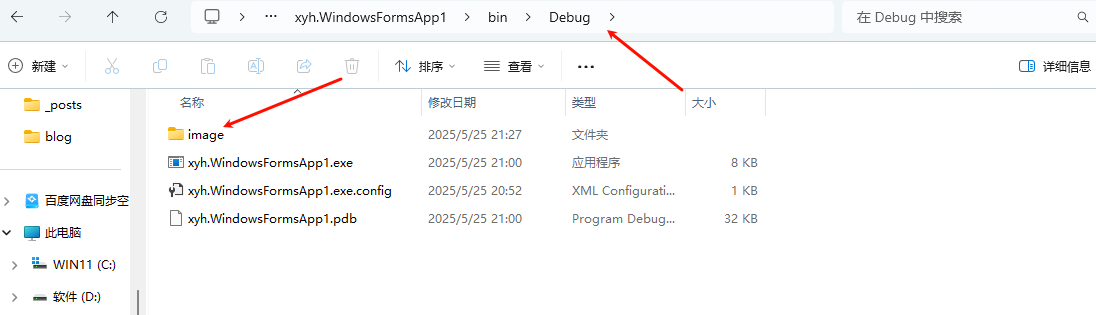 xyh.WindowsFormsApp1 > bin > Debug >
在 Debug 中搜索
新建
排序
查看
详细信息
_posts
blog
百度网盘同步空
此电脑
WIN11 (C:)
软件 (D:)
名称 修改日期 类型 大小
image 2025/5/25 21:27 文件夹
xyh.WindowsFormsApp1.exe 2025/5/25 21:00 应用程序 8 KB
xyh.WindowsFormsApp1.exe.config 2025/5/25 20:52 XML Configurati... 1 KB
xyh.WindowsFormsApp1.pdb 2025/5/25 21:00 Program Debug... 32 KB